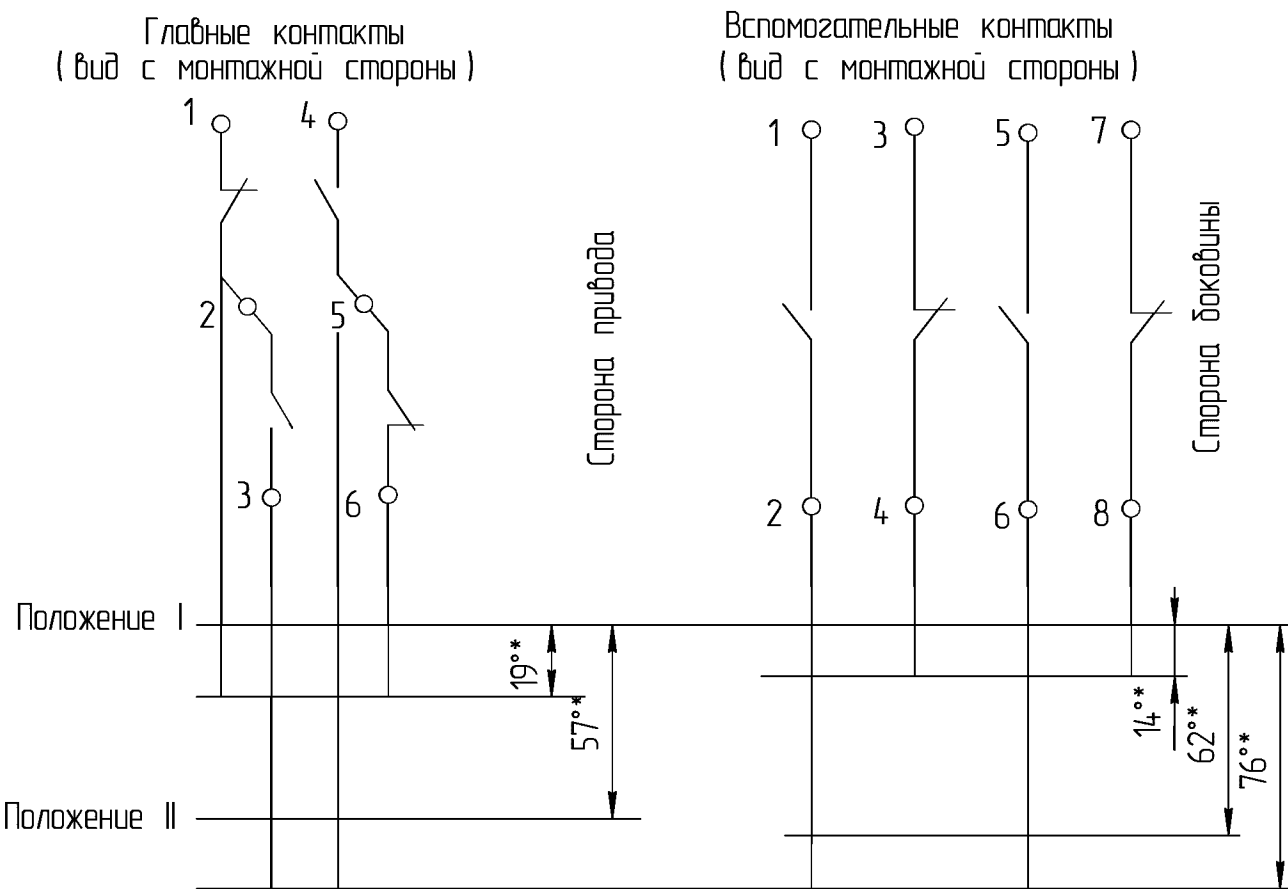 Главные контакты
(вид с монтажной стороны)
Вспомогательные контакты
(вид с монтажной стороны)
1
4
1
3
5
7
2
5
Сторона привода
Сторона боковины
3
6
2
4
6
8
Положение I
19°*
57°*
14°*
62°*
76°*
Положение II